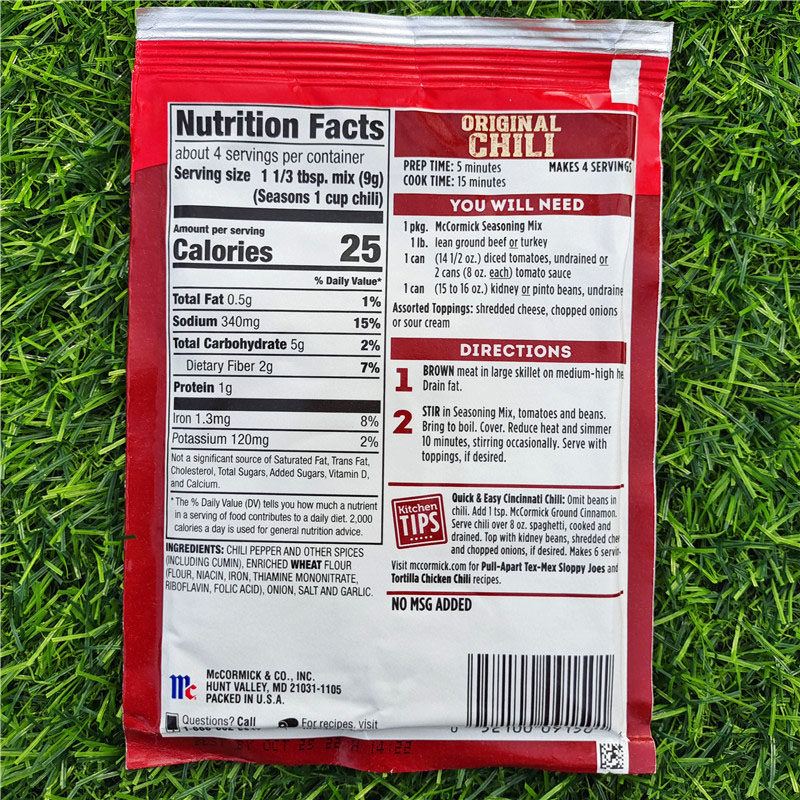 Nutrition Facts
about 4 servings per container
Serving size 1 1/3 tbsp. mix (9g)
(Seasons 1 cup chili)
Amount per serving
Calories 25
% Daily Value*
Total Fat 0.5g 1%
Sodium 340mg 15%
Total Carbohydrate 5g 2%
Dietary Fiber 2g 7%
Protein 1g
Iron 1.3mg 8%
Potassium 120mg 2%
Not a significant source of Saturated Fat, Trans Fat,
Cholesterol, Total Sugars, Added Sugars, Vitamin D,
and Calcium.
*The % Daily Value (DV) tells you how much a nutrient
in a serving of food contributes to a daily diet. 2,000
calories a day is used for general nutrition advice.
INGREDIENTS: CHILI PEPPER AND OTHER SPICES
(INCLUDING CUMIN), ENRICHED WHEAT FLOUR
(FLOUR, NIACIN, IRON, THIAMINE MONONITRATE,
RIBOFLAVIN, FOLIC ACID), ONION, SALT AND GARLIC.
Mc
McCORMICK & CO., INC.
HUNT VALLEY, MD 21031-1105
PACKED IN U.S.A.
Questions? Call
For recipes, visit
ORIGINAL
CHILI
PREP TIME: 5 minutes MAKES 4 SERVINGS
COOK TIME: 15 minutes
YOU WILL NEED
1 pkg. McCormick Seasoning Mix
1 lb. lean ground beef or turkey
1 can (14 1/2 oz.) diced tomatoes, undrained or
2 cans (8 oz. each) tomato sauce
1 can (15 to 16 oz.) kidney or pinto beans, undraine
Assorted Toppings: shredded cheese, chopped onions
or sour cream
DIRECTIONS
1 BROWN meat in large skillet on medium-high he
Drain fat.
2 STIR in Seasoning Mix, tomatoes and beans.
Bring to boil. Cover. Reduce heat and simmer
10 minutes, stirring occasionally. Serve with
toppings, if desired.
Kitchen
TIPS
Quick & Easy Cincinnati Chili: Omit beans in
chili. Add 1 tsp. McCormick Ground Cinnamon.
Serve chili over 8 oz. spaghetti, cooked and
drained. Top with kidney beans, shredded che
and chopped onions, if desired. Makes 6 servin
Visit mccormick.com for Pull-Apart Tex-Mex Sloppy Joes and
Tortilla Chicken Chili recipes.
NO MSG ADDED
BEST BY OCT 25 22 H 14:22